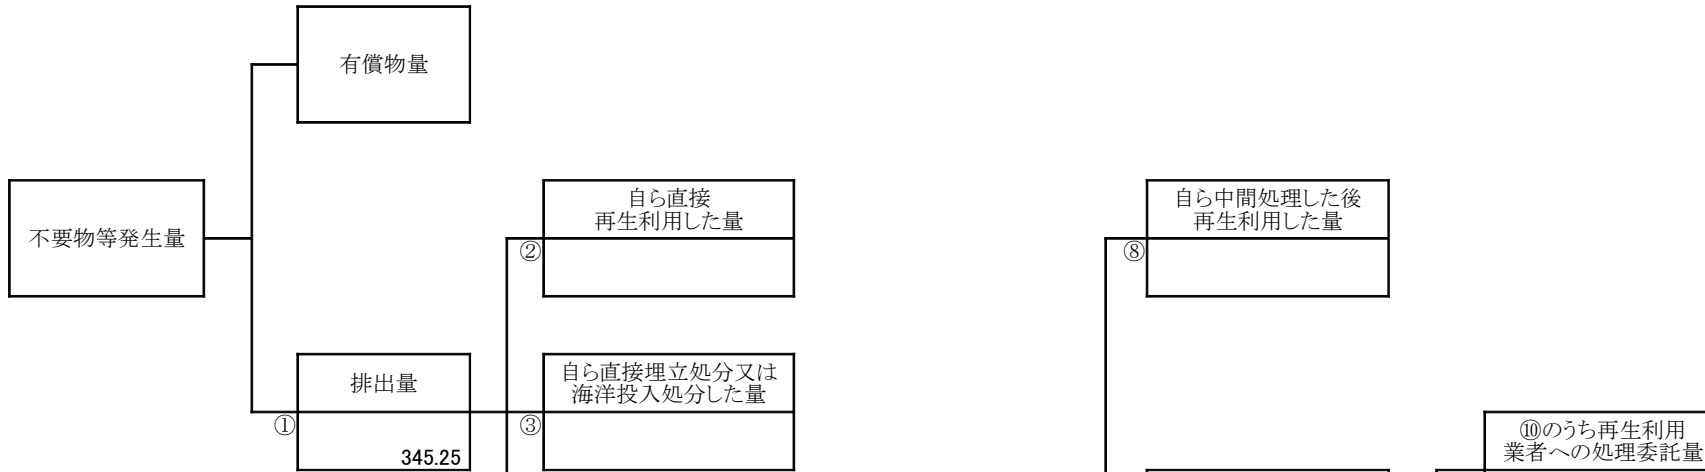 有償物量
不要物等発生量
自ら直接
再生利用した量
②
自ら中間処理した後
再生利用した量
⑧
排出量
①
345.25
自ら直接埋立処分又は
海洋投入処分した量
③
⑩のうち再生利用
業者への処理委託量